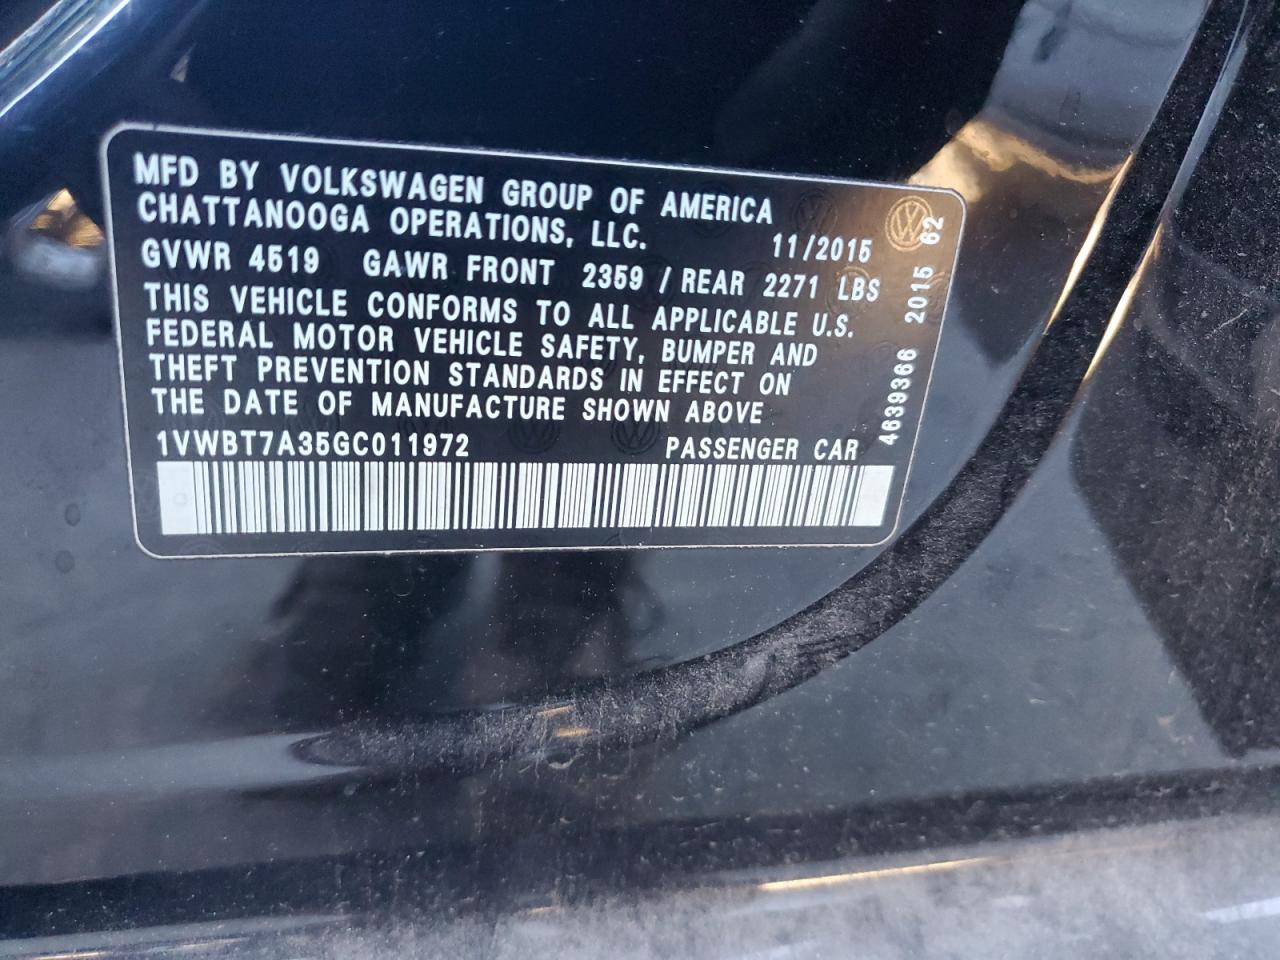 MFD BY VOLKSWAGEN GROUP OF AMERICA
CHATTANOOGA OPERATIONS, LLC. 11/2015
GVWR 4519 GAWR FRONT 2359 / REAR 2271 LBS
THIS VEHICLE CONFORMS TO ALL APPLICABLE U.S.
FEDERAL MOTOR VEHICLE SAFETY, BUMPER AND
THEFT PREVENTION STANDARDS IN EFFECT ON
THE DATE OF MANUFACTURE SHOWN ABOVE
1VWBT7A35GC011972 PASSENGER CAR
4639366 2015 62